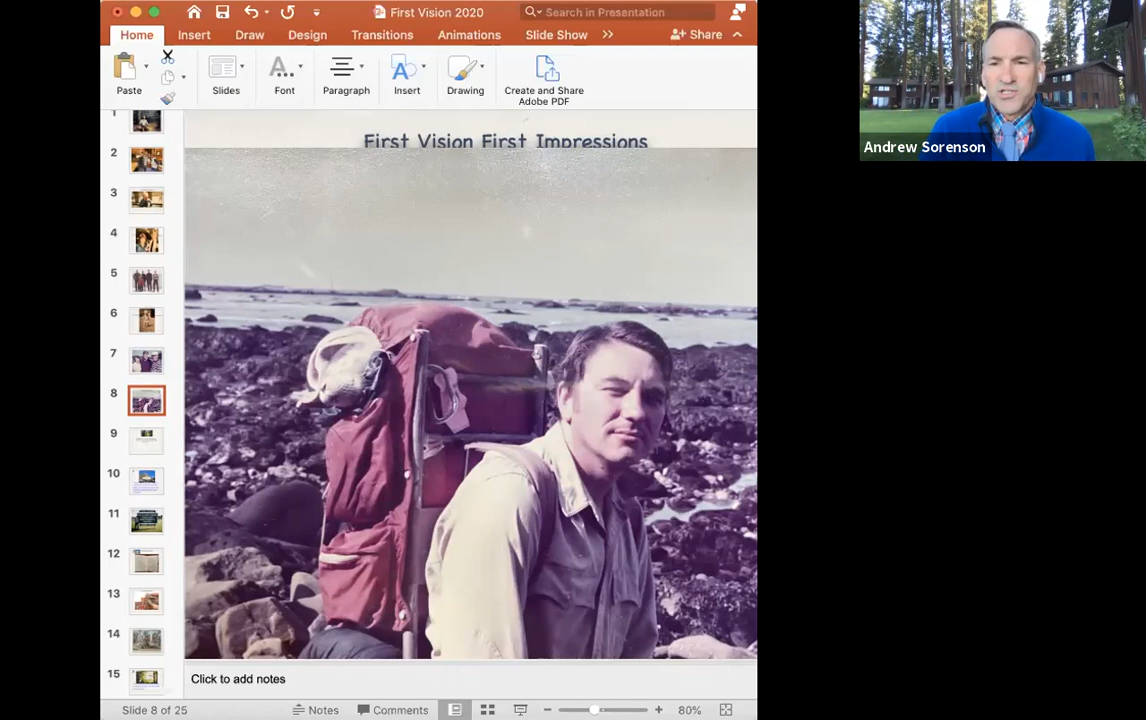 First Vision 2020
Search in Presentation
Home Insert Draw Design Transitions Animations Slide Show >> Share
Paste Slides Font Paragraph Insert Drawing Create and Share
Adobe PDF
First Vision First Impressions
1
2
3
4
5
6
7
8
9
10
11
12
13
14
15
Click to add notes
Slide 8 of 25 Notes Comments 80%
Andrew Sorenson